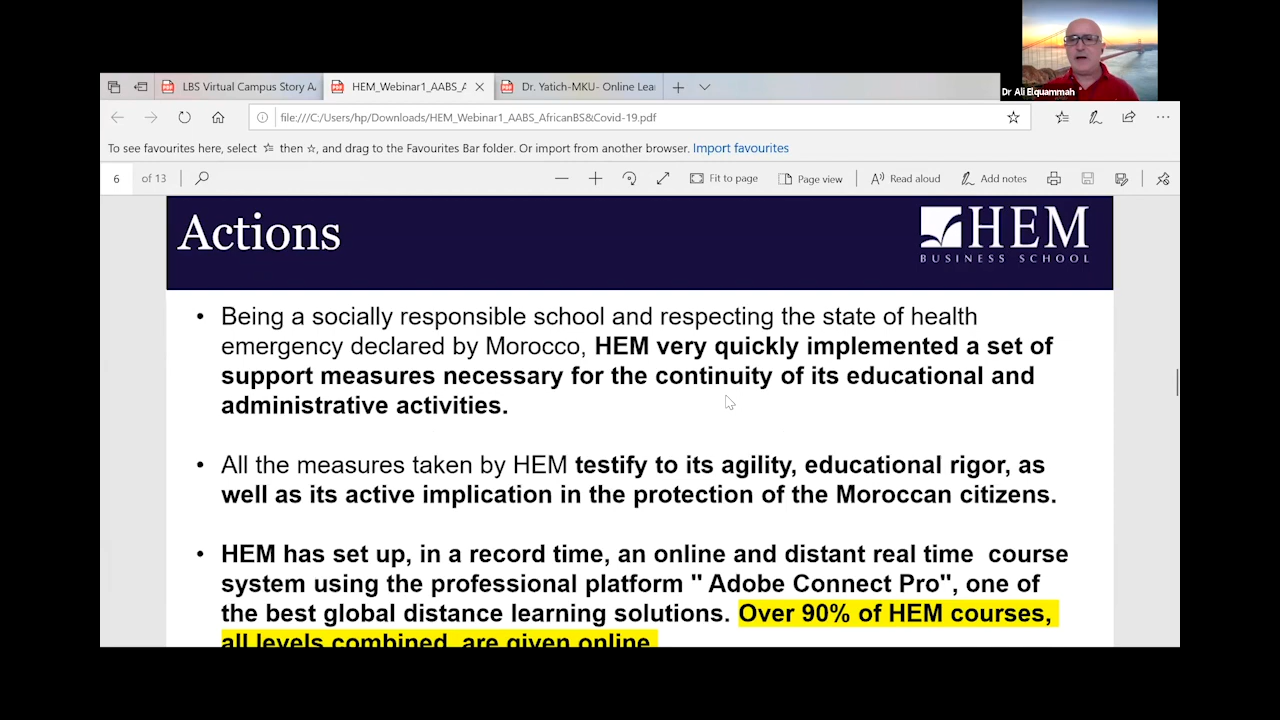 Dr Ali Elquammah
LBS Virtual Campus Story A
HEM_Webinar1_AABS_A
Dr. Yatich-MKU- Online Lea
file:///C:/Users/hp/Downloads/HEM_Webinar1_AABS_AfricanBS&Covid-19.pdf
To see favourites here, select then , and drag to the Favourites Bar folder. Or import from another browser. Import favourites
6 of 13 Fit to page Page view Read aloud Add notes
Actions
HEM
BUSINESS SCHOOL
• Being a socially responsible school and respecting the state of health
emergency declared by Morocco, HEM very quickly implemented a set of
support measures necessary for the continuity of its educational and
administrative activities.
• All the measures taken by HEM testify to its agility, educational rigor, as
well as its active implication in the protection of the Moroccan citizens.
• HEM has set up, in a record time, an online and distant real time course
system using the professional platform " Adobe Connect Pro", one of
the best global distance learning solutions. Over 90% of HEM courses,
all levels combined, are given online.